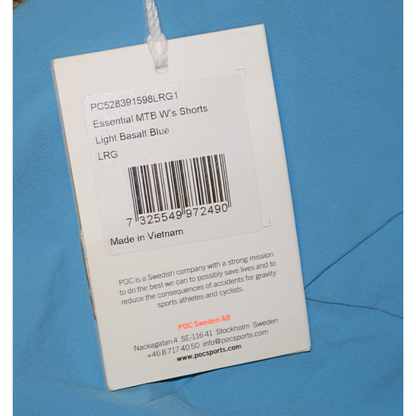 PC528391598LRG1
Essential MTB W's Shorts
Light Basalt Blue
LRG
7 325549 972490
Made in Vietnam
POC is a Swedish company with a strong mission
to do the best we can to possibly save lives and to
reduce the consequences of accidents for gravity
sports athletes and cyclists.
POC Sweden AB
Nackagatan 4 SE-116 41 Stockholm Sweden
+46 8 717 40 50 info@pocsports.com
www.pocsports.com